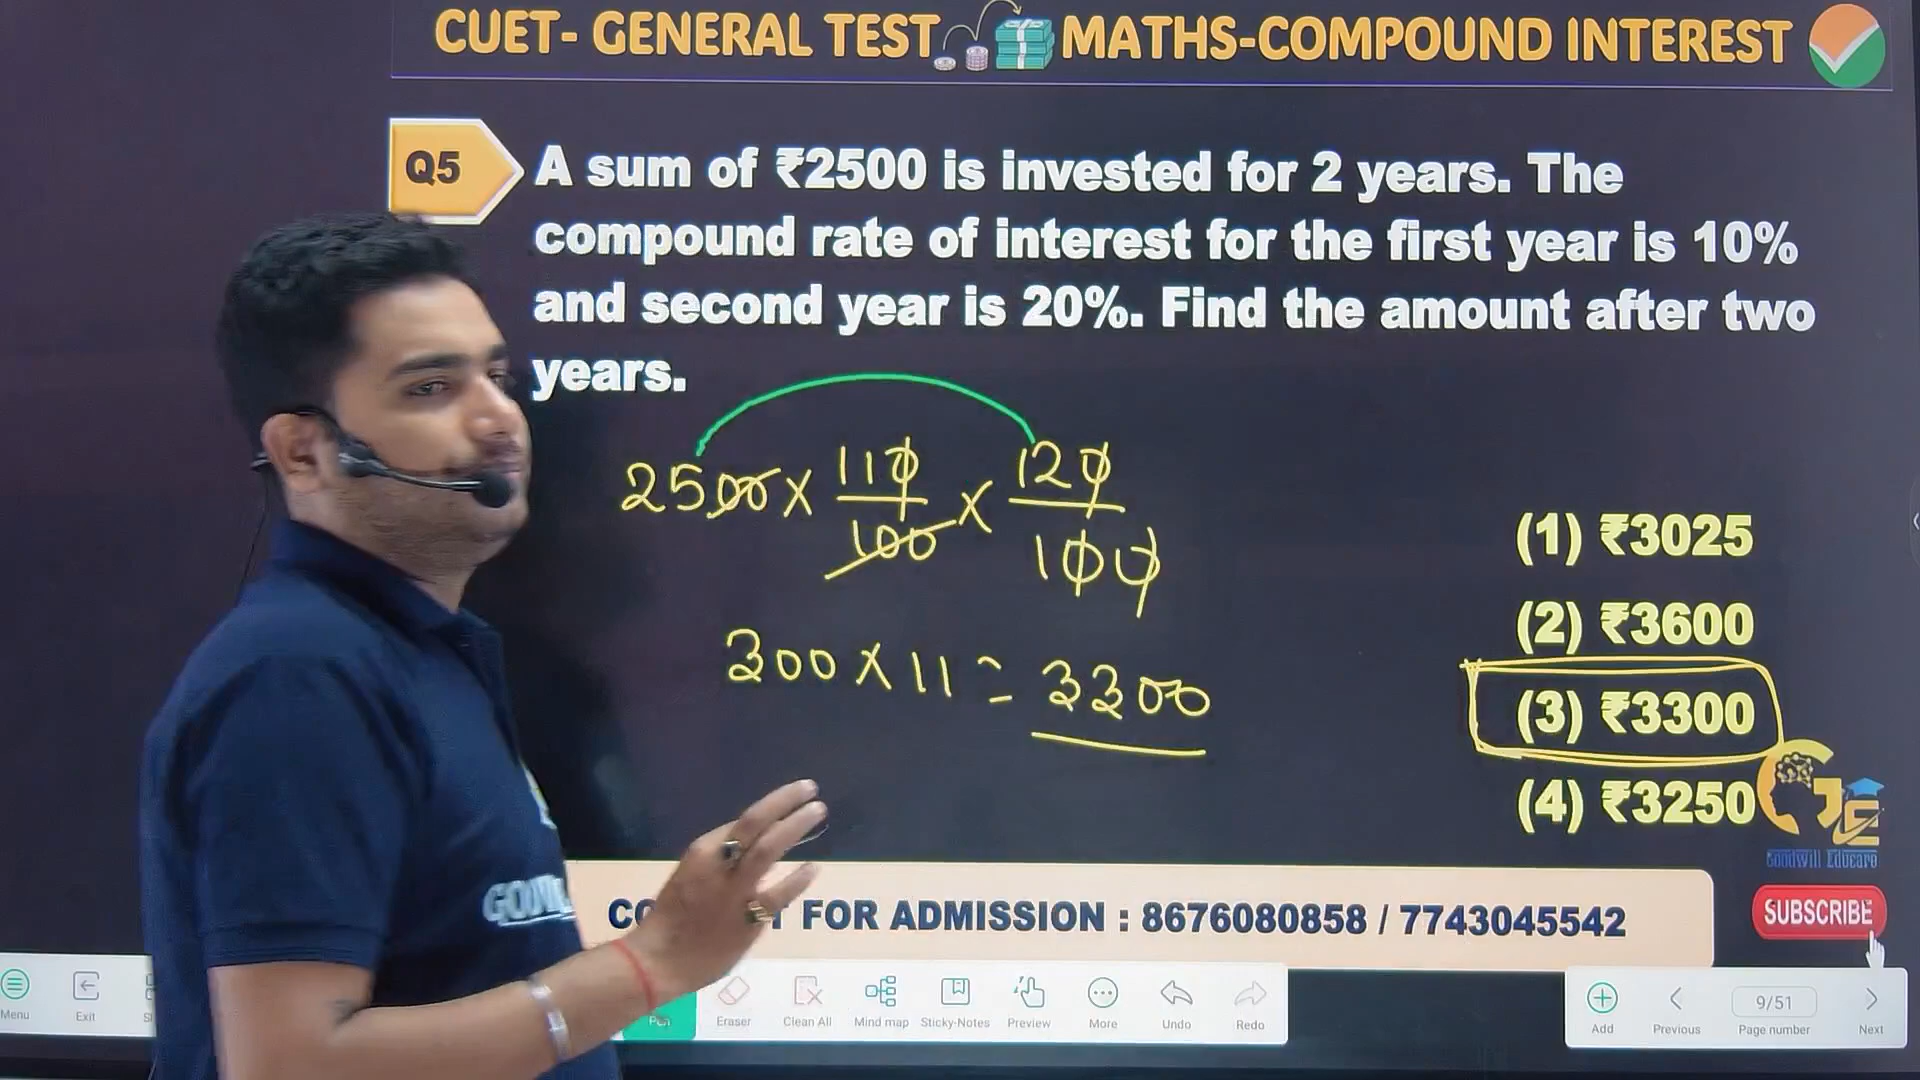 CUET- GENERAL TEST MATHS-COMPOUND INTEREST
Q5
A sum of ₹2500 is invested for 2 years. The
compound rate of interest for the first year is 10%
and second year is 20%. Find the amount after two
years.
2500 × 110/100 × 120/100
300 × 11 = 3300
(1) ₹3025
(2) ₹3600
(3) ₹3300
(4) ₹3250
GE
Goodwill Educare
FOR ADMISSION : 8676080858 / 7743045542
SUBSCRIBE
Menu
Exit
Pen
Eraser
Clean All
Mind map
Sticky-Notes
Preview
More
Undo
Redo
Add
Previous
9/51
Page number
Next